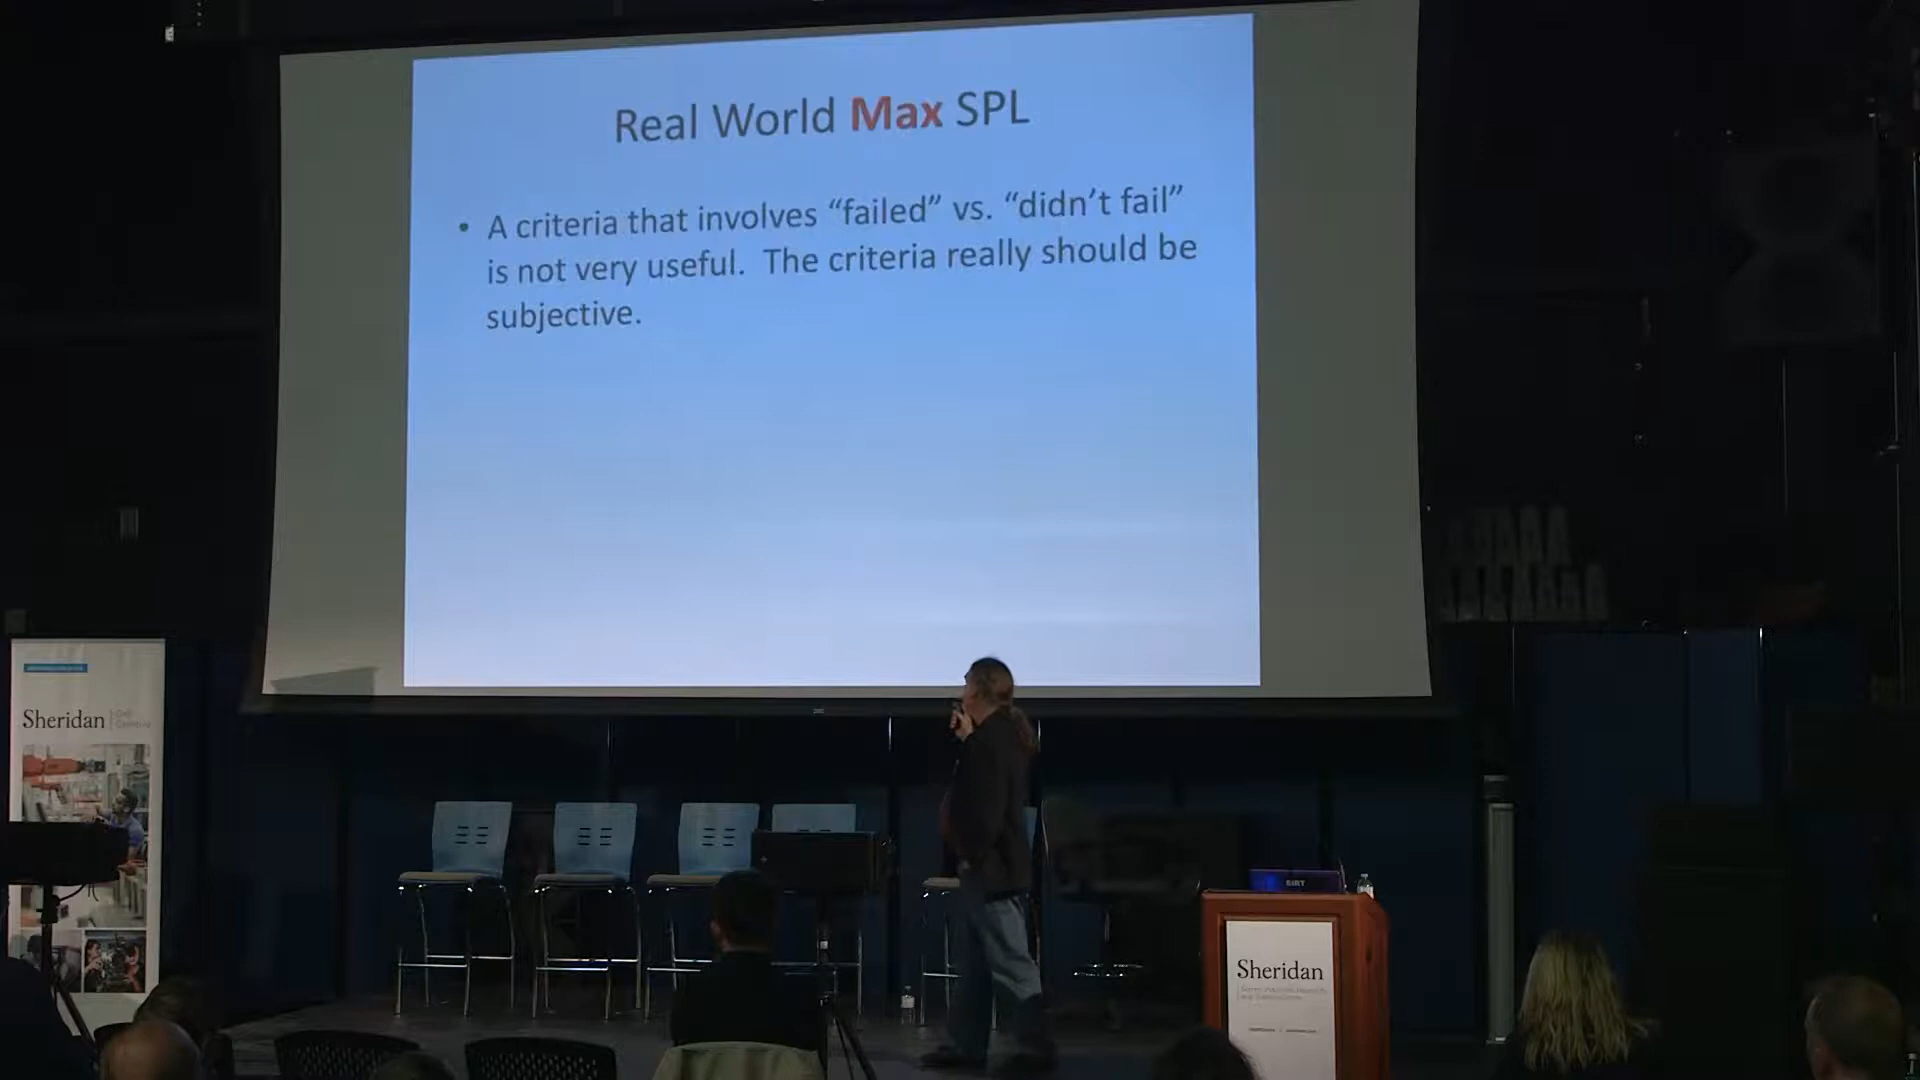 Real World Max SPL
• A criteria that involves “failed” vs. “didn’t fail”
is not very useful.  The criteria really should be
subjective.
Sheridan
SIRT
Sheridan